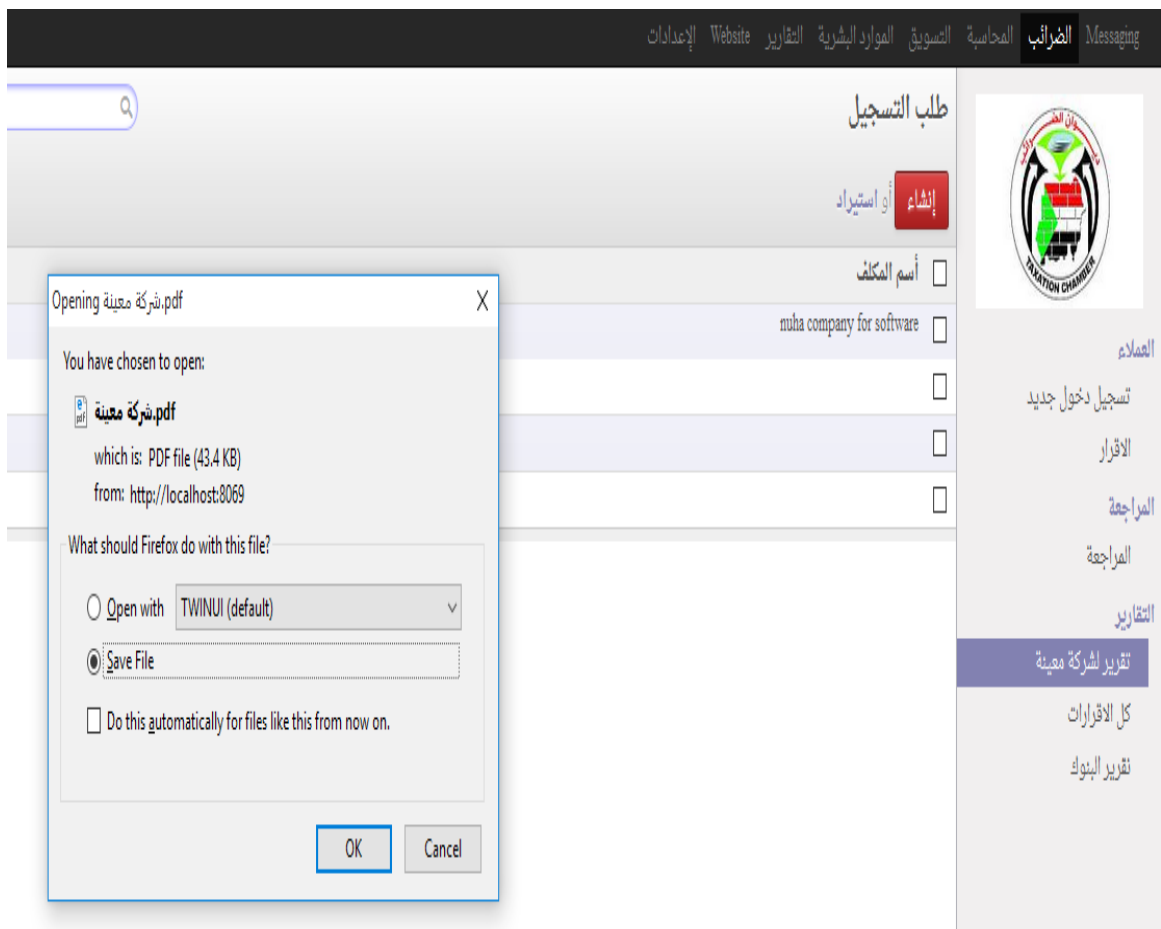 Messaging الضرائب المحاسبة التسويق الموارد البشرية التقارير Website الإعدادات
ديوان الضرائب
TAXATION CHAMBER
العملاء
تسجيل دخول جديد
الاقرار
المراجعة
المراجعة
التقارير
تقرير لشركة معينة
كل الاقرارات
تقرير البنوك
طلب التسجيل
إنشاء أو استيراد
أسم المكلف
nuha company for software
Opening شركة معينة.pdf
You have chosen to open:
شركة معينة.pdf
which is: PDF file (43.4 KB)
from: http://localhost:8069
What should Firefox do with this file?
Open with TWINUI (default)
Save File
Do this automatically for files like this from now on.
OK Cancel